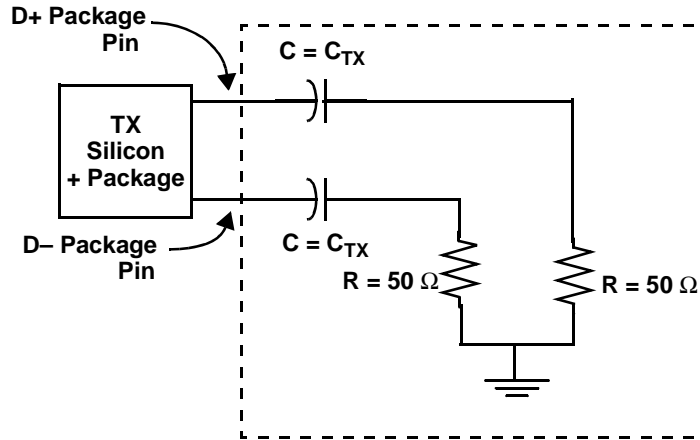 D+ Package
Pin
C = CTX
TX
Silicon
+ Package
D– Package
Pin
C = CTX
R = 50 Ω
R = 50 Ω